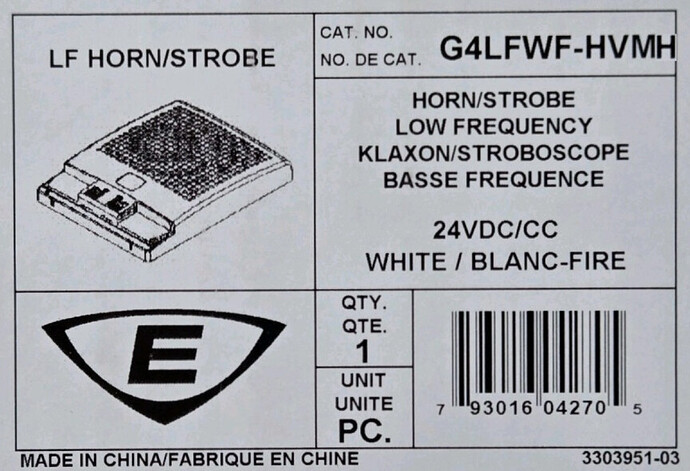 LF HORN/STROBE
CAT. NO.
NO. DE CAT.
G4LFWF-HVMH
HORN/STROBE
LOW FREQUENCY
KLAXON/STROBOSCOPE
BASSE FREQUENCE
24VDC/CC
WHITE / BLANC-FIRE
E
QTY.
QTE.
1
UNIT
UNITE
PC.
7 93016 04270 5
MADE IN CHINA/FABRIQUE EN CHINE
3303951-03